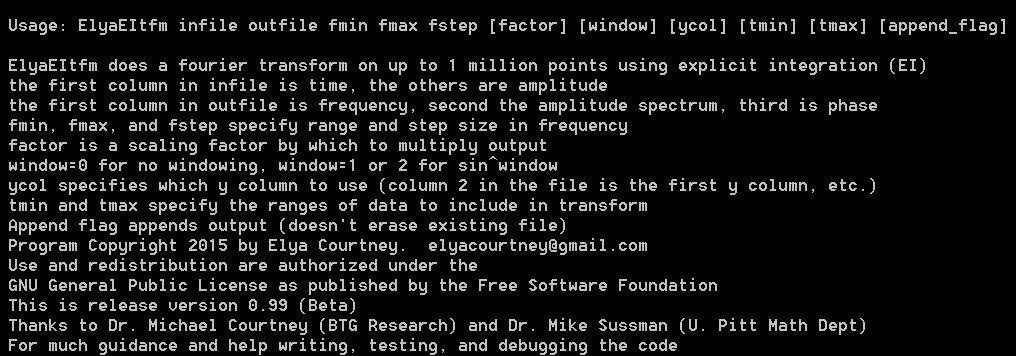 Usage: ElyaEItfm infile outfile fmin fmax fstep [factor] [window] [ycol] [tmin] [tmax] [append_flag]
ElyaEItfm does a fourier transform on up to 1 million points using explicit integration (EI)
the first column in infile is time, the others are amplitude
the first column in outfile is frequency, second the amplitude spectrum, third is phase
fmin, fmax, and fstep specify range and step size in frequency
factor is a scaling factor by which to multiply output
window=0 for no windowing, window=1 or 2 for sin^window
ycol specifies which y column to use (column 2 in the file is the first y column, etc.)
tmin and tmax specify the ranges of data to include in transform
Append flag appends output (doesn't erase existing file)
Program Copyright 2015 by Elya Courtney.  elyacourtney@gmail.com
Use and redistribution are authorized under the
GNU General Public License as published by the Free Software Foundation
This is release version 0.99 (Beta)
Thanks to Dr. Michael Courtney (BTG Research) and Dr. Mike Sussman (U. Pitt Math Dept)
For much guidance and help writing, testing, and debugging the code